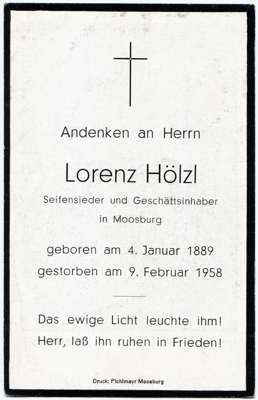 Andenken an Herrn
Lorenz Hölzl
Seifensieder und Geschäftsinhaber
in Moosburg
geboren am 4. Januar 1889
gestorben am 9. Februar 1958
Das ewige Licht leuchte ihm!
Herr, laß ihn ruhen in Frieden!
Druck: Pichlmayr Moosburg